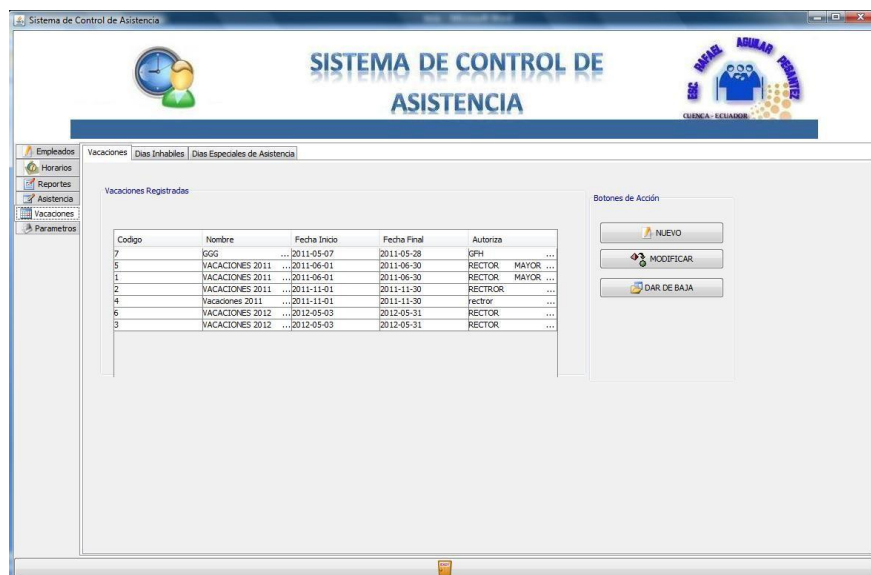 Sistema de Control de Asistencia
SISTEMA DE CONTROL DE
ASISTENCIA
ESC RAFAEL AGUILAR PESANTEZ
CUENCA - ECUADOR
Empleados
Horarios
Reportes
Asistencia
Vacaciones
Parametros
Vacaciones Dias Inhabiles Dias Especiales de Asistencia
Vacaciones Registradas
Codigo Nombre Fecha Inicio Fecha Final Autoriza
7 GGG ... 2011-05-07 2011-05-28 GFH ...
5 VACACIONES 2011 ... 2011-06-01 2011-06-30 RECTOR MAYOR ...
1 VACACIONES 2011 ... 2011-06-01 2011-06-30 RECTOR MAYOR ...
2 VACACIONES 2011 ... 2011-11-01 2011-11-30 RECTROR ...
4 Vacaciones 2011 ... 2011-11-01 2011-11-30 rectror ...
6 VACACIONES 2012 ... 2012-05-03 2012-05-31 RECTOR ...
3 VACACIONES 2012 ... 2012-05-03 2012-05-31 RECTOR ...
Botones de Acción
NUEVO
MODIFICAR
DAR DE BAJA